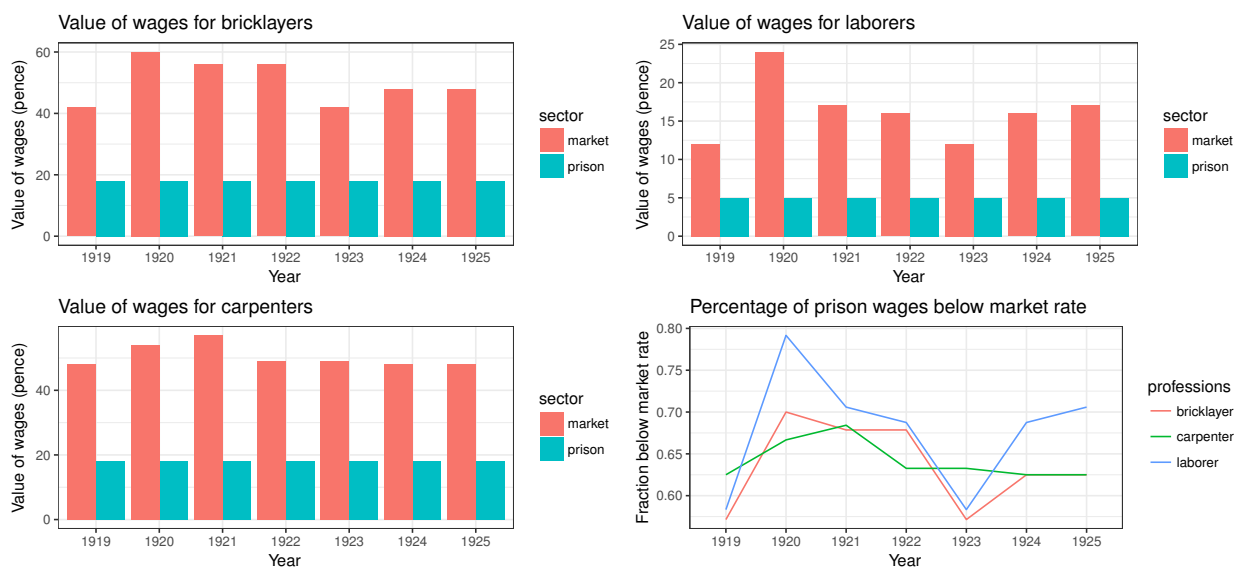 Value of wages for bricklayers
Value of wages (pence)
60
40
20
0
1919 1920 1921 1922 1923 1924 1925
Year
sector
market
prison
Value of wages for laborers
Value of wages (pence)
25
20
15
10
5
0
1919 1920 1921 1922 1923 1924 1925
Year
sector
market
prison
Value of wages for carpenters
Value of wages (pence)
40
20
0
1919 1920 1921 1922 1923 1924 1925
Year
sector
market
prison
Percentage of prison wages below market rate
Fraction below market rate
0.80
0.75
0.70
0.65
0.60
1919 1920 1921 1922 1923 1924 1925
Year
professions
bricklayer
carpenter
laborer